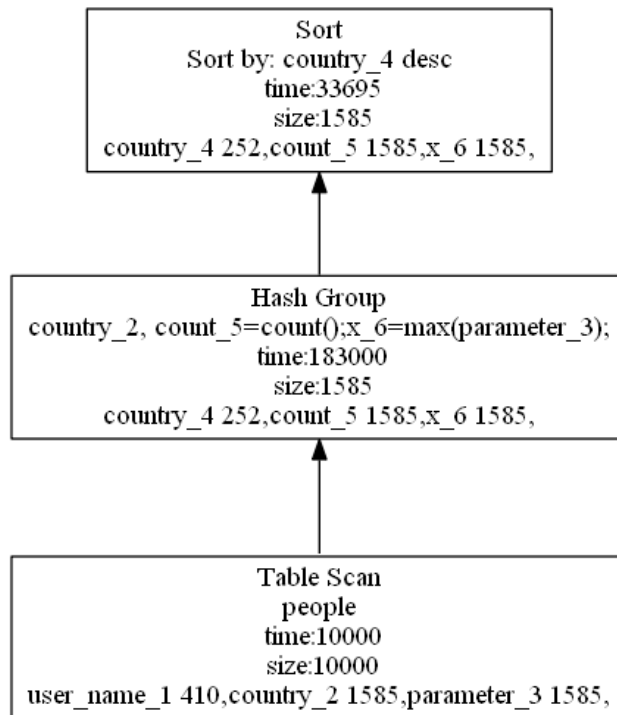 Sort
Sort by: country_4 desc
time:33695
size:1585
country_4 252,count_5 1585,x_6 1585,
Hash Group
country_2, count_5=count();x_6=max(parameter_3);
time:183000
size:1585
country_4 252,count_5 1585,x_6 1585,
Table Scan
people
time:10000
size:10000
user_name_1 410,country_2 1585,parameter_3 1585,